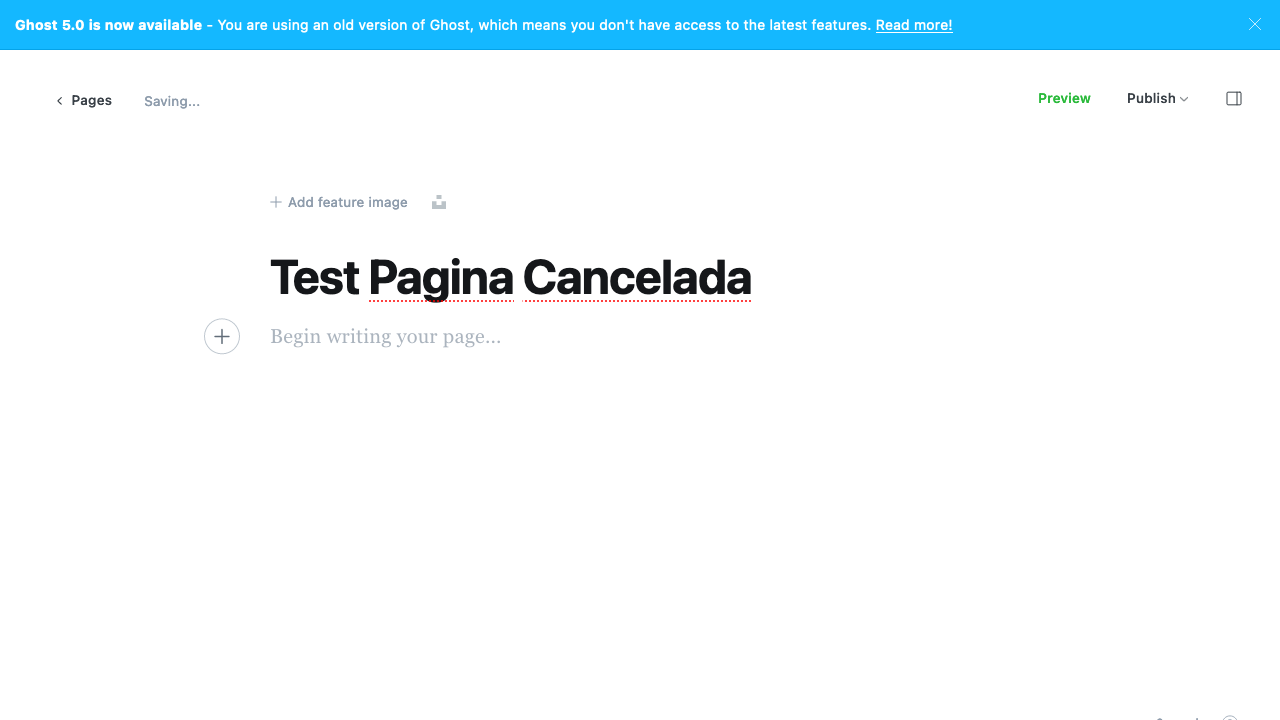 Ghost 5.0 is now available - You are using an old version of Ghost, which means you don't have access to the latest features. Read more!
Pages
Saving...
Preview
Publish
Add feature image
Test Pagina Cancelada
Begin writing your page...